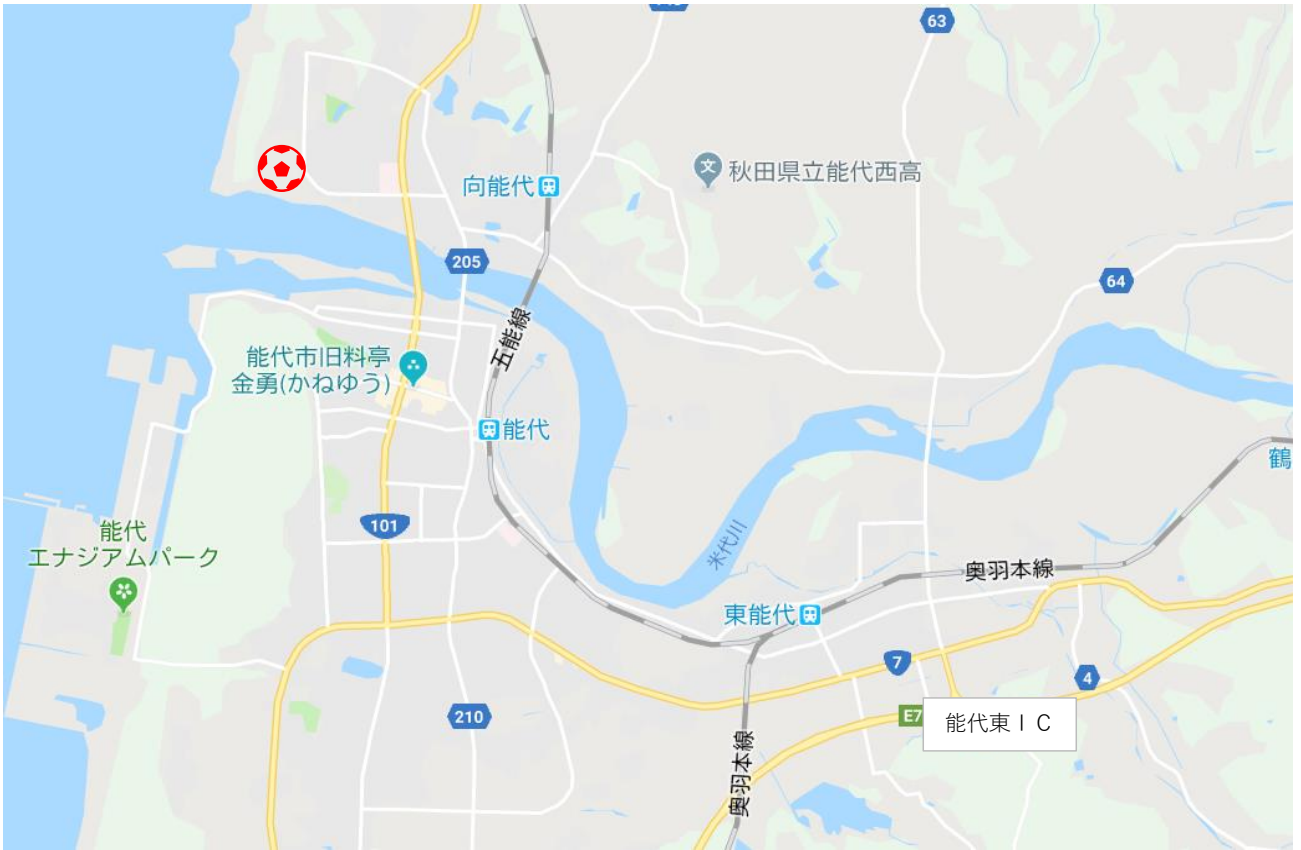 63
向能代
文
秋田県立能代西高
205
64
五能線
能代市旧料亭
金勇(かねゆう)
能代
鶴
101
能代
エナジアムパーク
米代川
奥羽本線
東能代
7
4
210
E7
能代東ＩＣ
奥羽本線